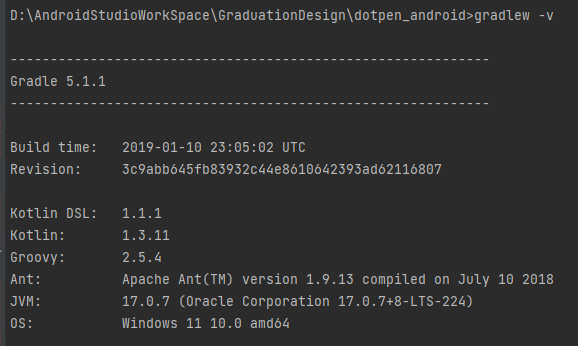 D:\AndroidStudioWorkSpace\GraduationDesign\dotpen_android>gradlew -v
------------------------------------------------------------
Gradle 5.1.1
------------------------------------------------------------
Build time:   2019-01-10 23:05:02 UTC
Revision:     3c9abb645fb83932c44e8610642393ad62116807
Kotlin DSL:   1.1.1
Kotlin:       1.3.11
Groovy:       2.5.4
Ant:          Apache Ant(TM) version 1.9.13 compiled on July 10 2018
JVM:          17.0.7 (Oracle Corporation 17.0.7+8-LTS-224)
OS:           Windows 11 10.0 amd64